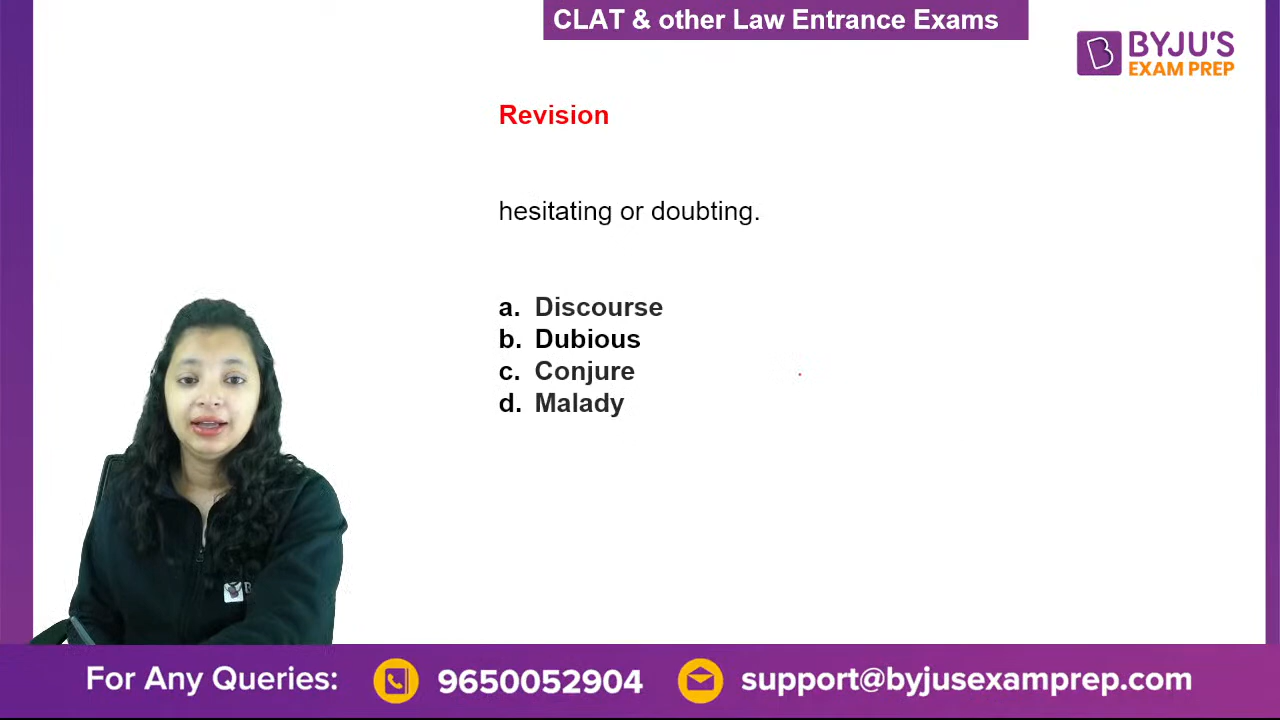 CLAT & other Law Entrance Exams
BYJU'S
EXAM PREP
Revision
hesitating or doubting.
a. Discourse
b. Dubious
c. Conjure
d. Malady
For Any Queries: 9650052904 support@byjusexamprep.com